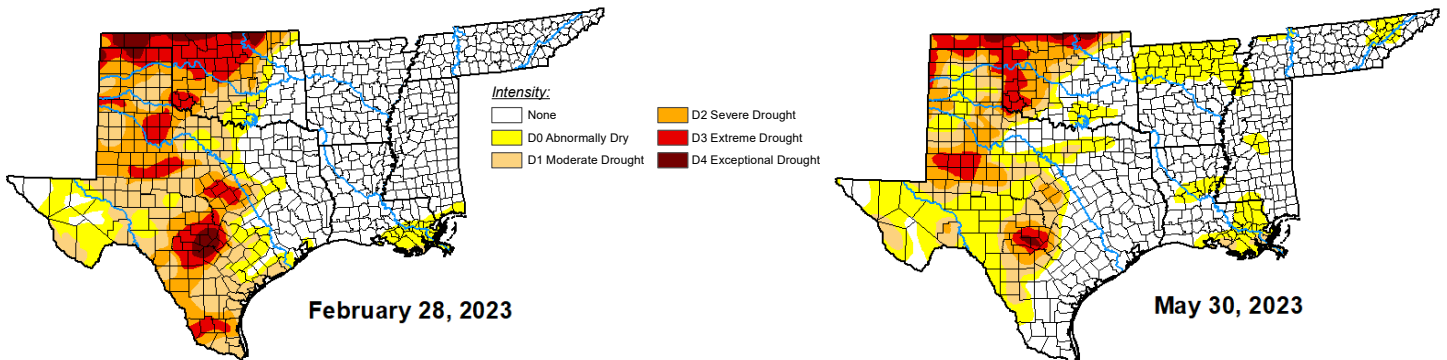 Intensity:
None
D0 Abnormally Dry
D1 Moderate Drought
D2 Severe Drought
D3 Extreme Drought
D4 Exceptional Drought
February 28, 2023
May 30, 2023